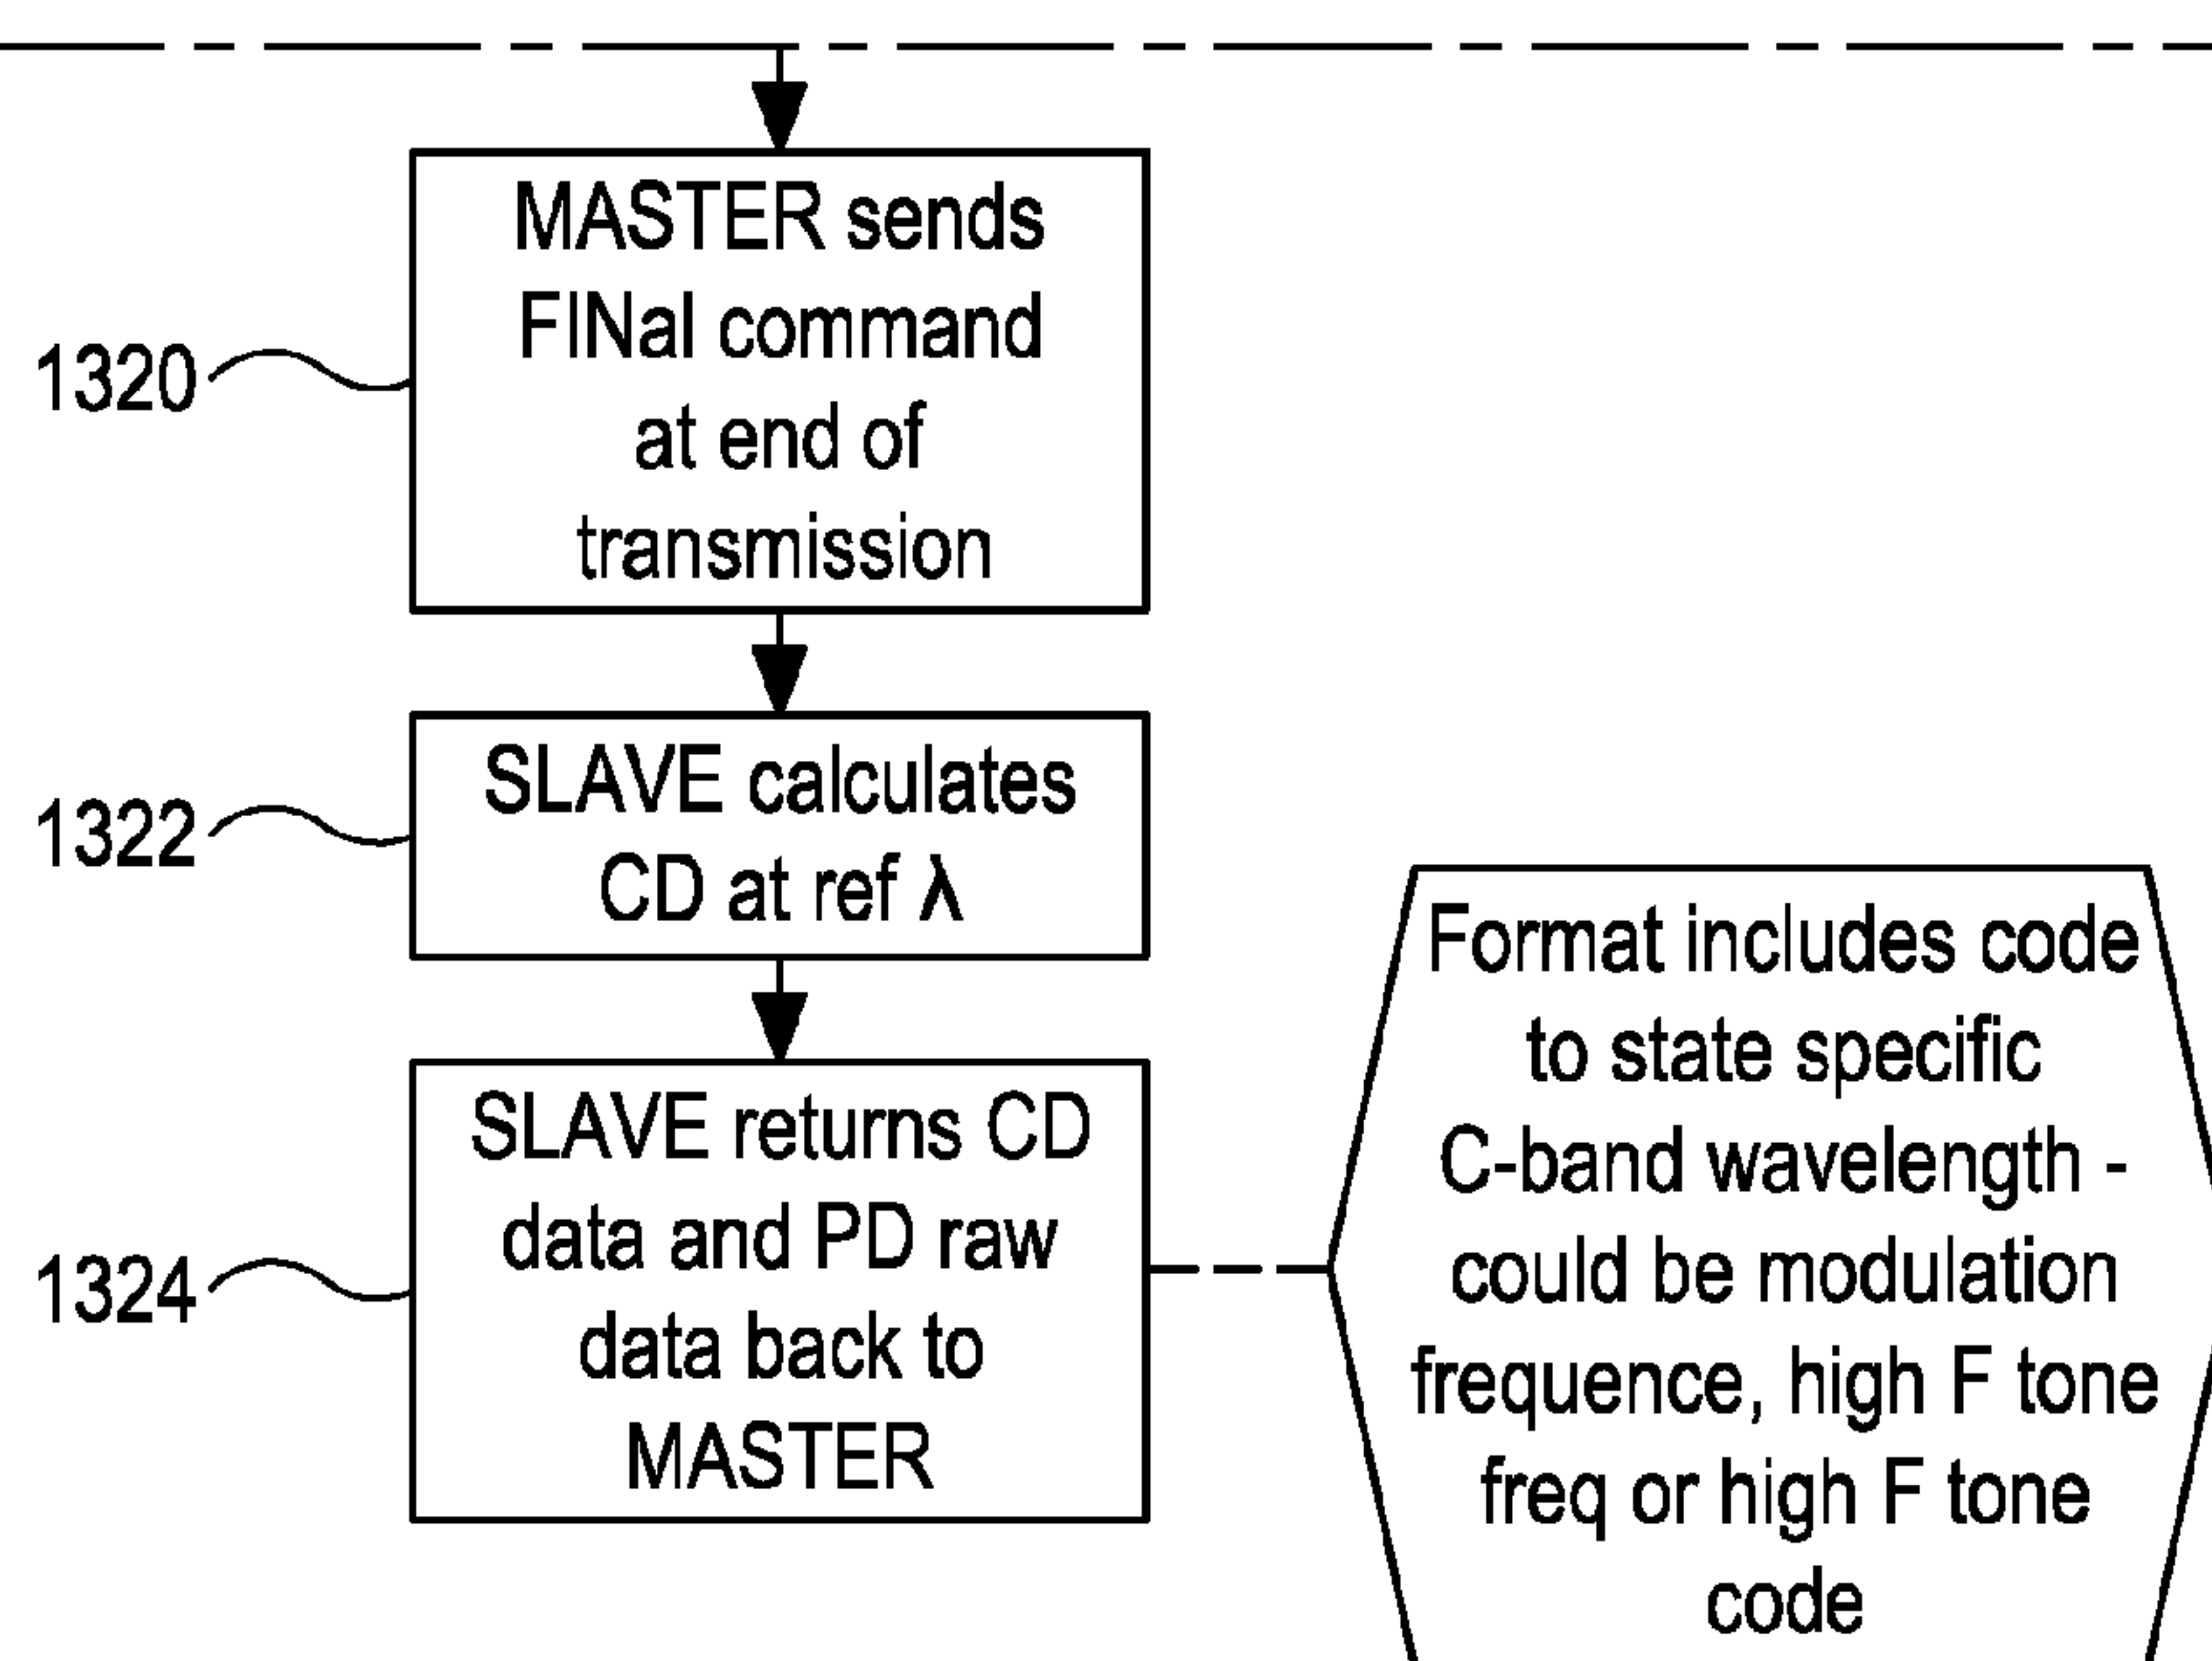 MASTER sends
FINal command
at end of
transmission
1320
SLAVE calculates
CD at ref λ
1322
SLAVE returns CD
data and PD raw
data back to
MASTER
1324
Format includes code
to state specific
C-band wavelength -
could be modulation
frequence, high F tone
freq or high F tone
code